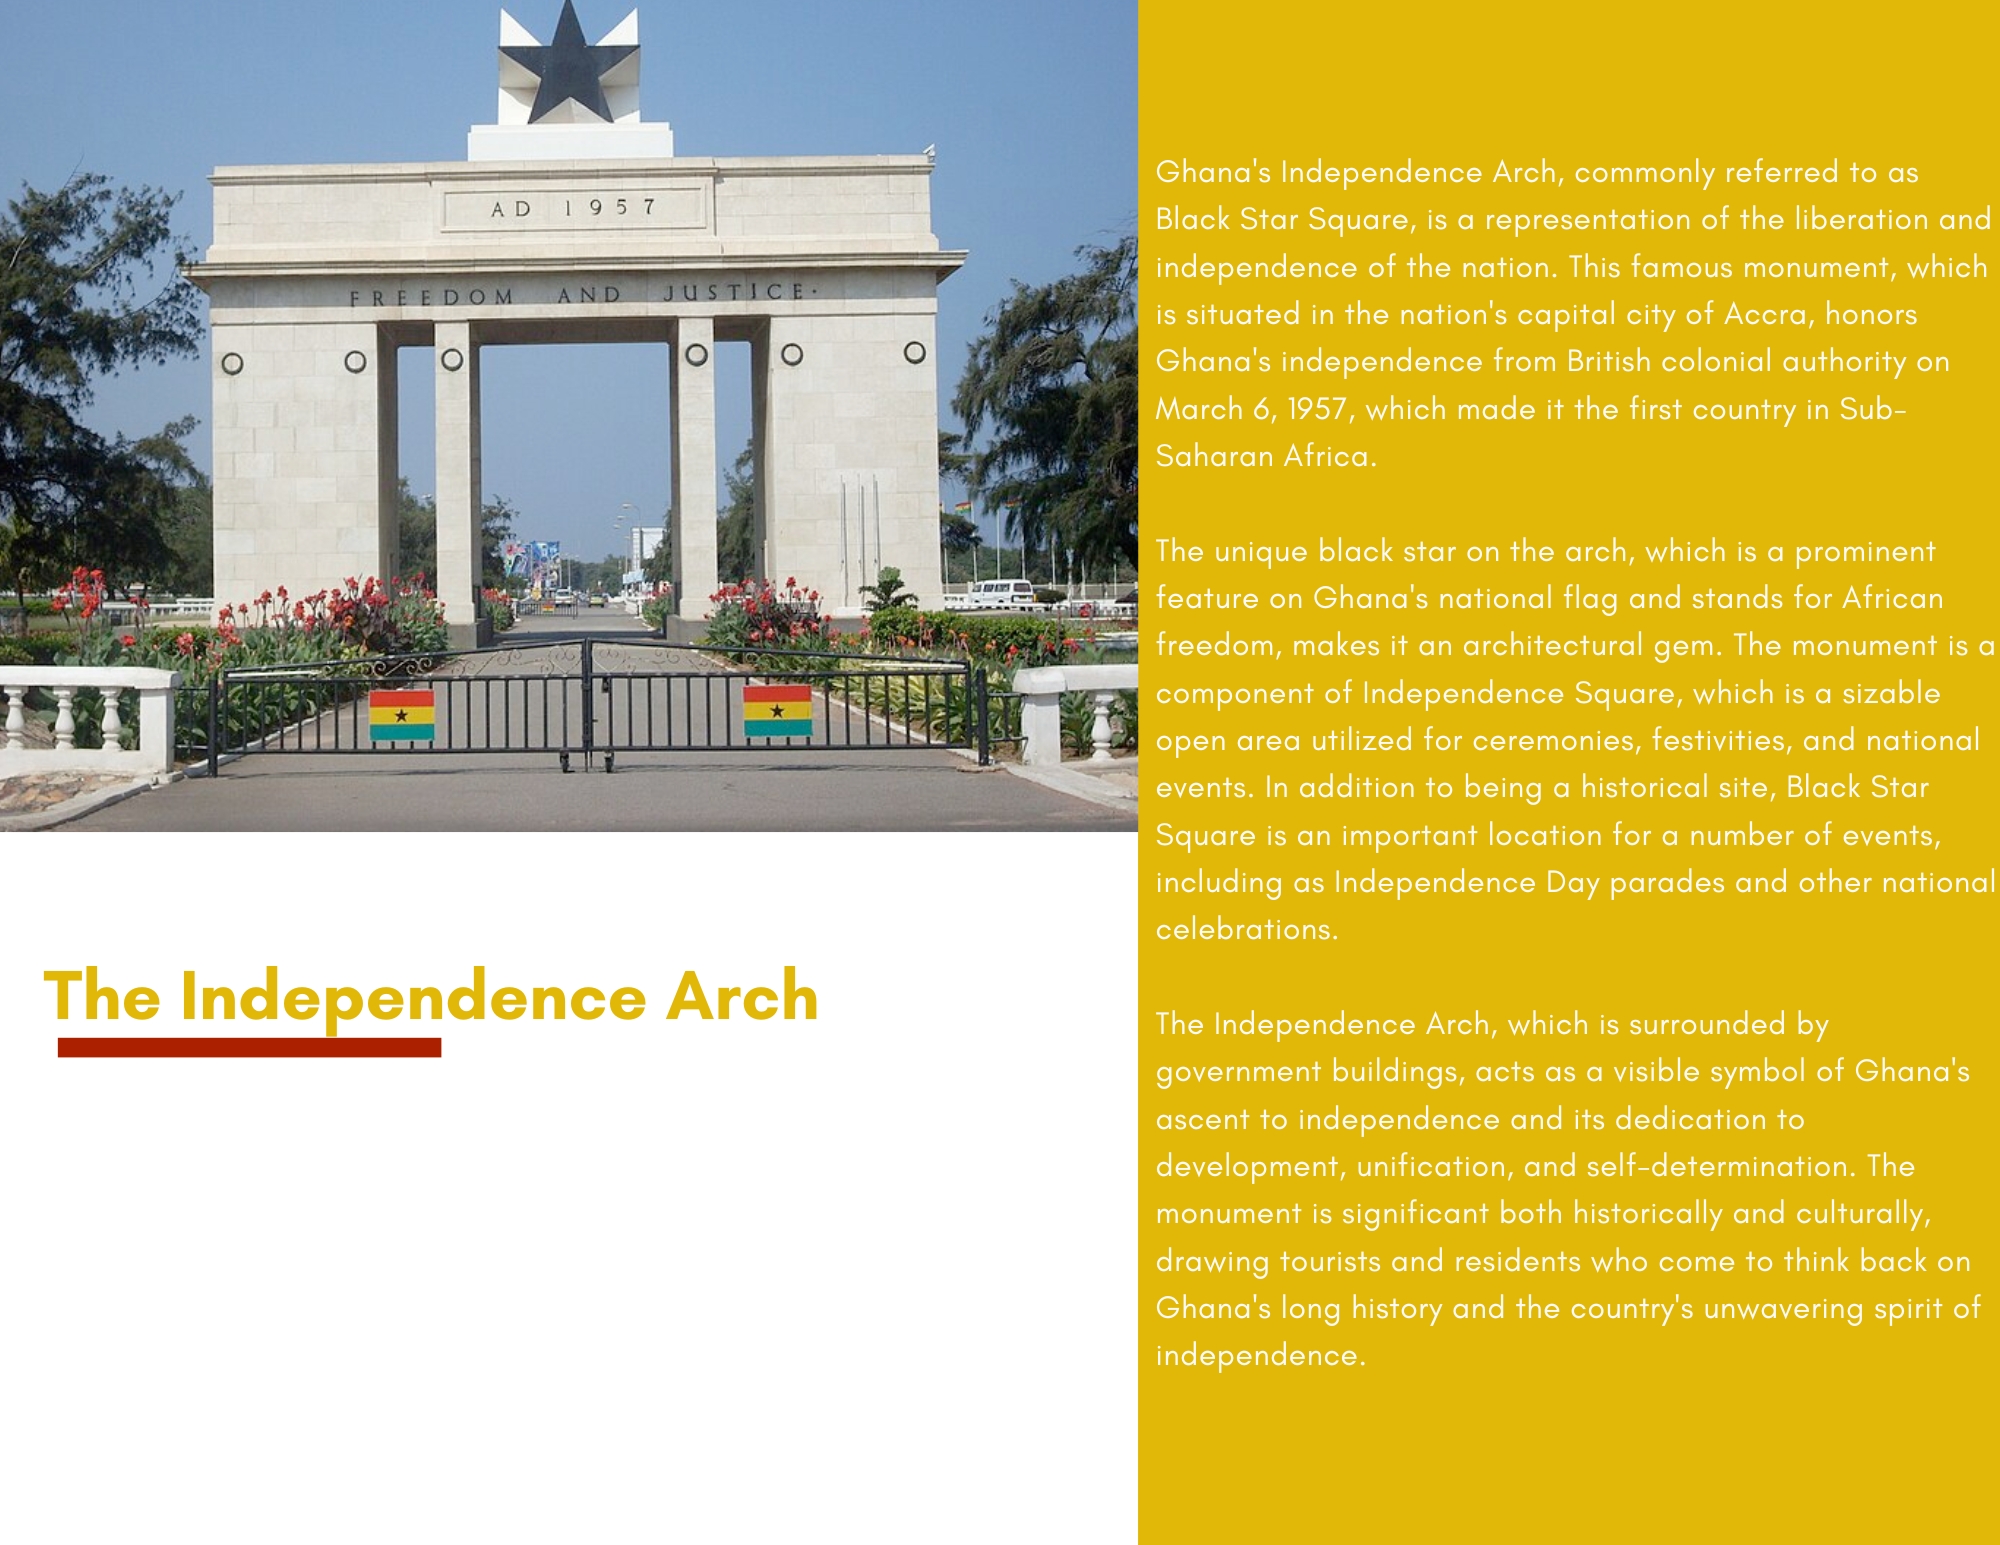 AD 1957
FREEDOM AND JUSTICE.
The Independence Arch
Ghana's Independence Arch, commonly referred to as
Black Star Square, is a representation of the liberation and
independence of the nation. This famous monument, which
is situated in the nation's capital city of Accra, honors
Ghana's independence from British colonial authority on
March 6, 1957, which made it the first country in Sub-
Saharan Africa.
The unique black star on the arch, which is a prominent
feature on Ghana's national flag and stands for African
freedom, makes it an architectural gem. The monument is a
component of Independence Square, which is a sizable
open area utilized for ceremonies, festivities, and national
events. In addition to being a historical site, Black Star
Square is an important location for a number of events,
including as Independence Day parades and other national
celebrations.
The Independence Arch, which is surrounded by
government buildings, acts as a visible symbol of Ghana's
ascent to independence and its dedication to
development, unification, and self-determination. The
monument is significant both historically and culturally,
drawing tourists and residents who come to think back on
Ghana's long history and the country's unwavering spirit of
independence.